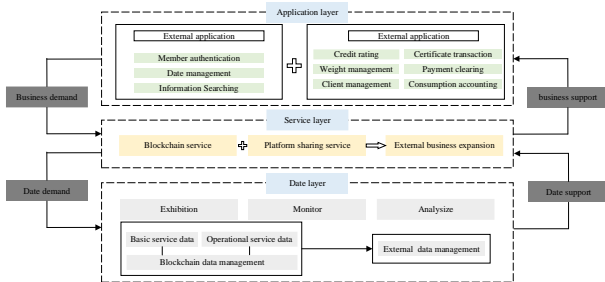 Application layer
External application
Member authentication
Date management
Information Searching
External application
Credit rating
Certificate transaction
Weight management
Payment clearing
Client management
Consumption accounting
Business demand
business support
Service layer
Blockchain service
Platform sharing service
External business expansion
Date demand
Date support
Date layer
Exhibition
Monitor
Analysize
Basic service data
Operational service data
Blockchain data management
External data management